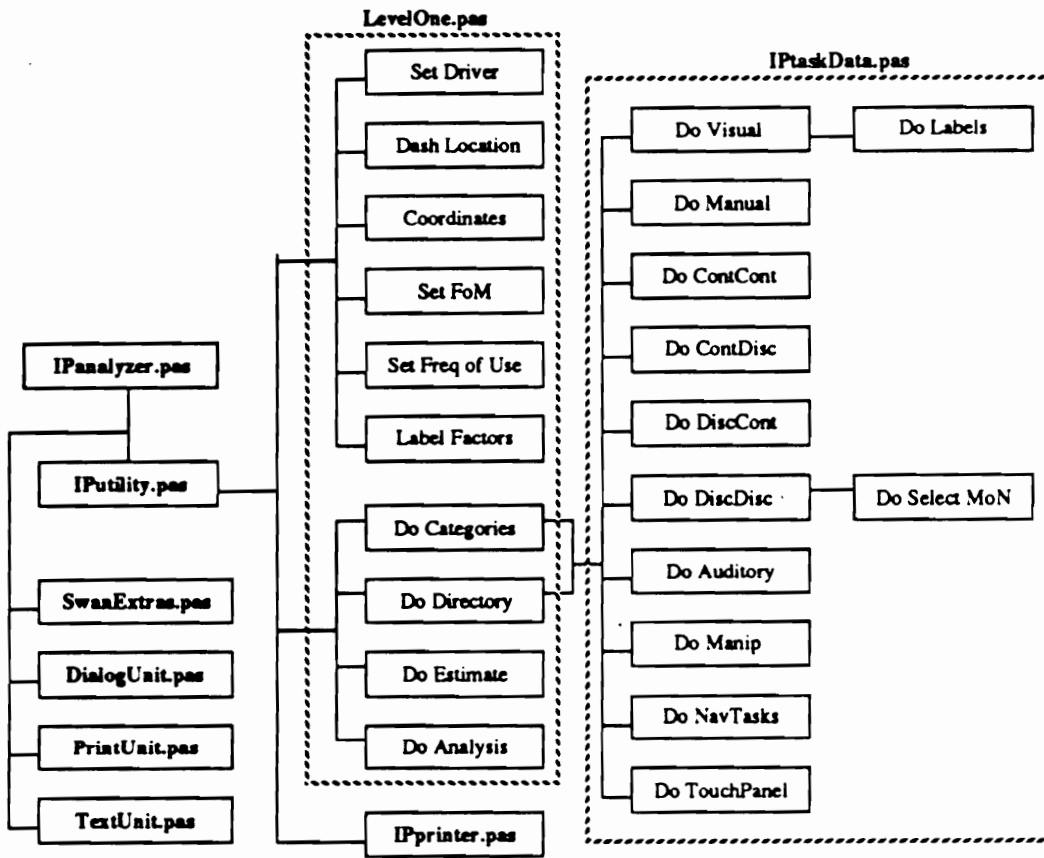 LevelOne.pas
Set Driver
Dash Location
Coordinates
Set FoM
Set Freq of Use
Label Factors
Do Categories
Do Directory
Do Estimate
Do Analysis
IPprinter.pas
IPanalyzer.pas
IPutility.pas
SwanExtras.pas
DialogUnit.pas
PrintUnit.pas
TextUnit.pas
IPtaskData.pas
Do Visual
Do Manual
Do ContCont
Do ContDisc
Do DiscCont
Do DiscDisc
Do Auditory
Do Manip
Do NavTasks
Do TouchPanel
Do Labels
Do Select MoN